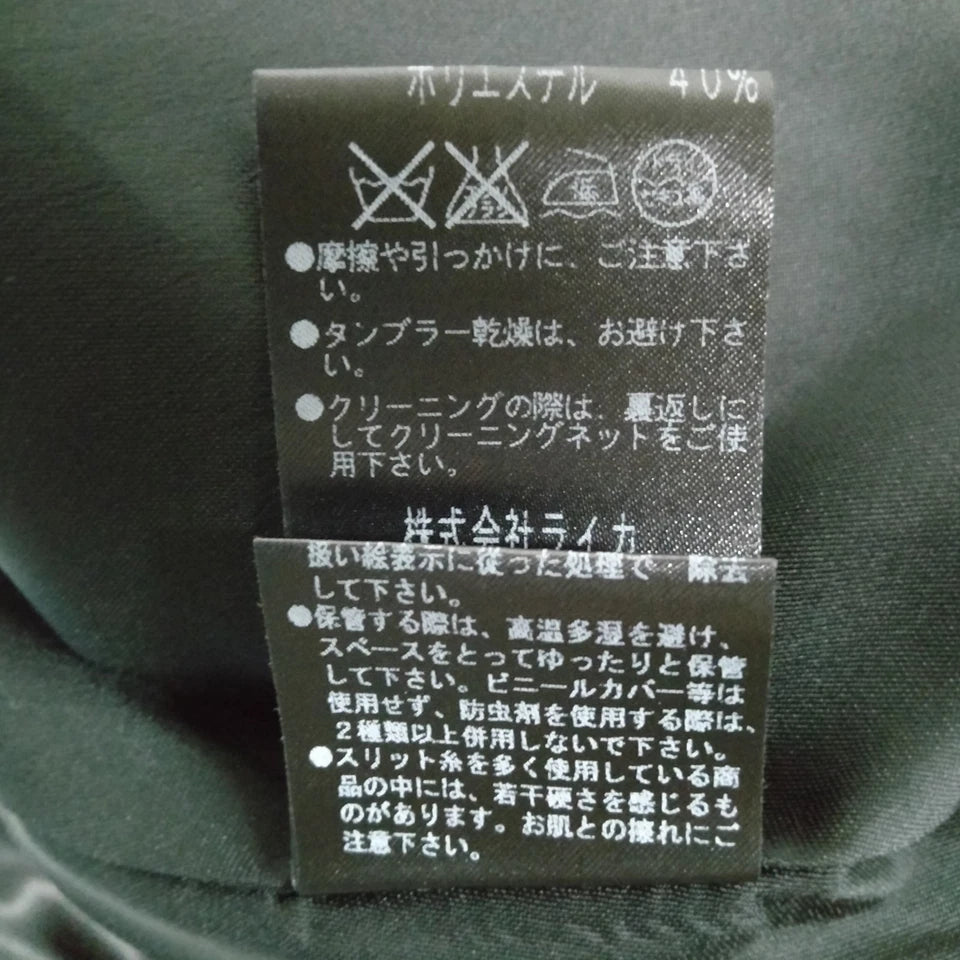 ポリエステル 40%
低
●摩擦や引っかけに、ご注意下さ
い。
●タンブラー乾燥は、お避け下さ
い。
●クリーニングの際は、裏返しに
してクリーニングネットをご使
用下さい。
株式会社ライカ
扱い絵表示に従った処理で 除去
して下さい。
●保管する際は、高温多湿を避け、
スペースをとってゆったりと保管
して下さい。ビニールカバー等は
使用せず、防虫剤を使用する際は、
2種類以上併用しないで下さい。
●スリット糸を多く使用している商
品の中には、若干硬さを感じるも
のがあります。お肌との擦れにご
注意下さい。